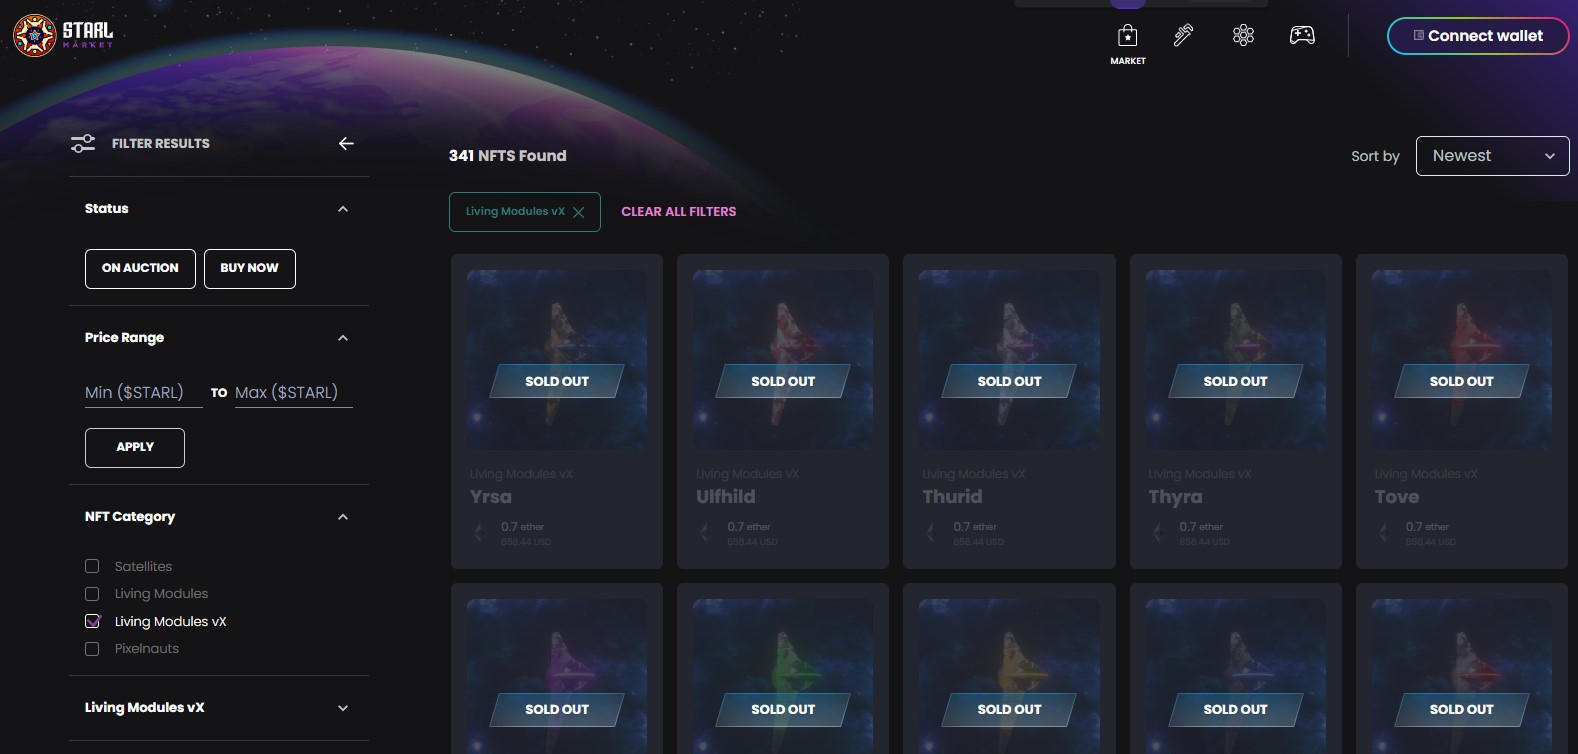 STARL
MARKET
MARKET
Connect wallet
FILTER RESULTS
Status
ON AUCTION
BUY NOW
Price Range
Min ($STARL) TO Max ($STARL)
APPLY
NFT Category
Satellites
Living Modules
Living Modules vX
Pixelnauts
Living Modules vX
341 NFTS Found
Sort by Newest
Living Modules vX
CLEAR ALL FILTERS
SOLD OUT
Living Modules vX
Yrsa
0.7 ether
658.44 USD
SOLD OUT
Living Modules vX
Ulfhild
0.7 ether
658.44 USD
SOLD OUT
Living Modules vX
Thurid
0.7 ether
658.44 USD
SOLD OUT
Living Modules vX
Thyra
0.7 ether
658.44 USD
SOLD OUT
Living Modules vX
Tove
0.7 ether
658.44 USD
SOLD OUT
SOLD OUT
SOLD OUT
SOLD OUT
SOLD OUT